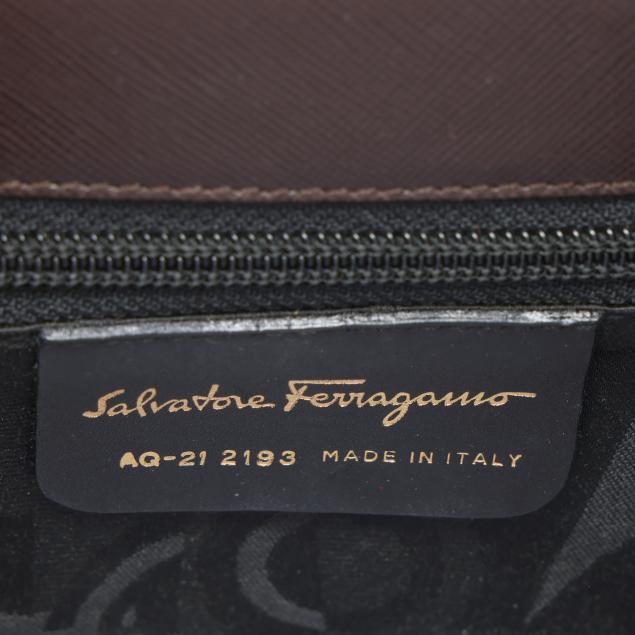 Salvatore Ferragamo
AQ-21 2193 MADE IN ITALY